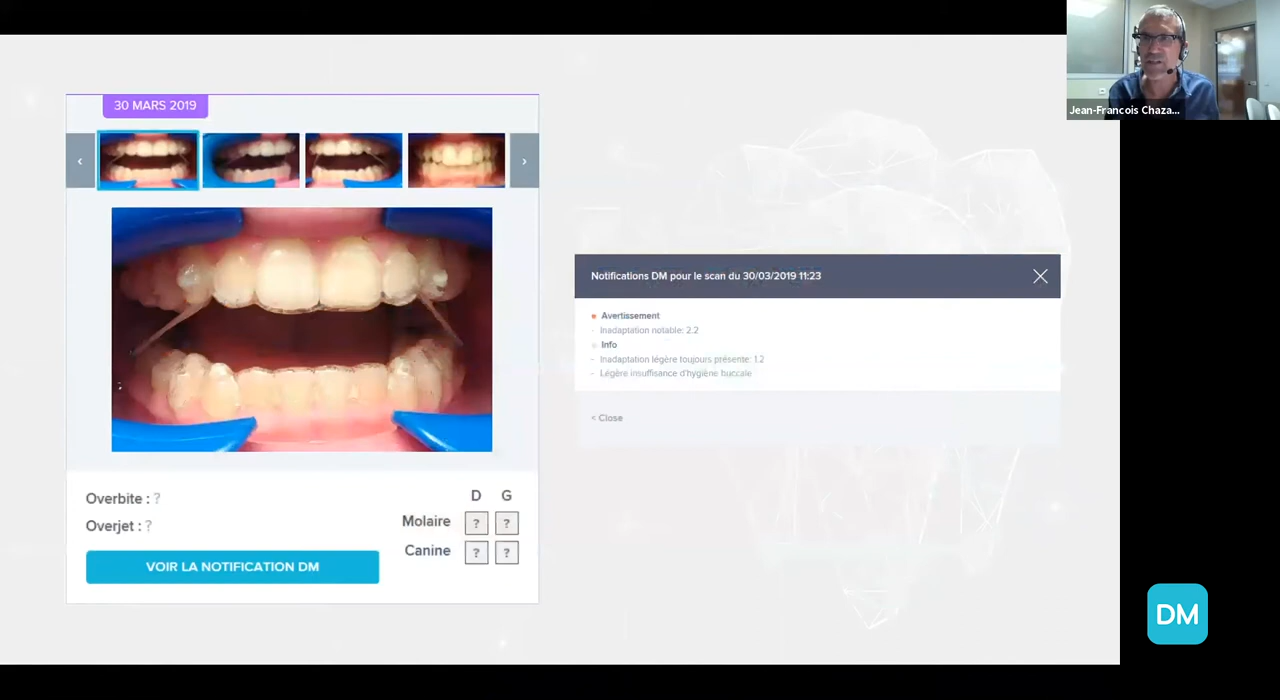 Jean-Francois Chaza...
30 MARS 2019
Notifications DM pour le scan du 30/03/2019 11:23
Avertissement
- Inadaptation notable: 2.2
Info
- Inadaptation légère toujours présente: 1.2
- Légère insuffisance d'hygiène buccale
< Close
Overbite : ?
Overjet : ?
D G
Molaire ? ?
Canine ? ?
VOIR LA NOTIFICATION DM
DM